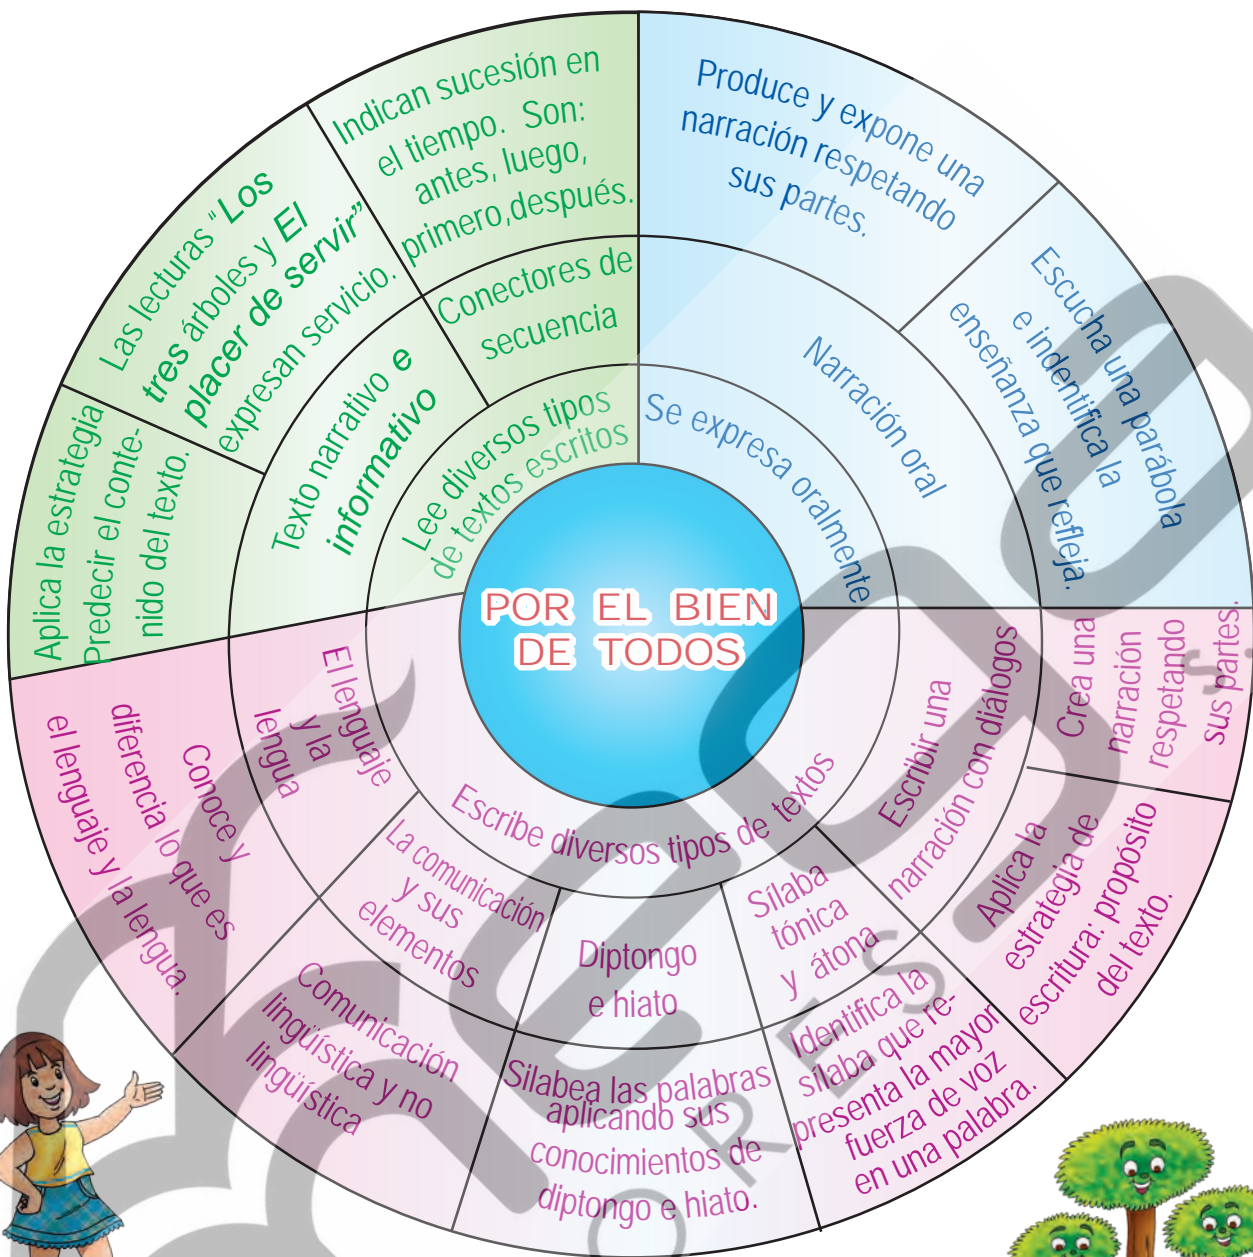 POR EL BIEN
DE TODOS
Se expresa oralmente
Narración oral
Produce y expone una
narración respetando
sus partes.
Escucha una parábola
e indentifica la
enseñanza que refleja.
Lee diversos tipos
de textos escritos
Conectores de
secuencia
Indican sucesión en
el tiempo. Son:
antes, luego,
primero,después.
Texto narrativo e
informativo
Las lecturas "Los
tres árboles y El
placer de servir"
expresan servicio.
Aplica la estrategia
Predecir el conte-
nido del texto.
Escribe diversos tipos de textos
El lenguaje
y la
lengua
Conoce y
diferencia lo que es
el lenguaje y la lengua.
La comunicación
y sus
elementos
Comunicación
lingüística y no
lingüística
Diptongo
e hiato
Silabea las palabras
aplicando sus
conocimientos de
diptongo e hiato.
Sílaba
tónica
y átona
Identifica la
sílaba que re-
presenta la mayor
fuerza de voz
en una palabra.
Escribir una
narración con diálogos
Aplica la
estrategia de
escritura: propósito
del texto.
Crea una
narración
respetando
sus partes.